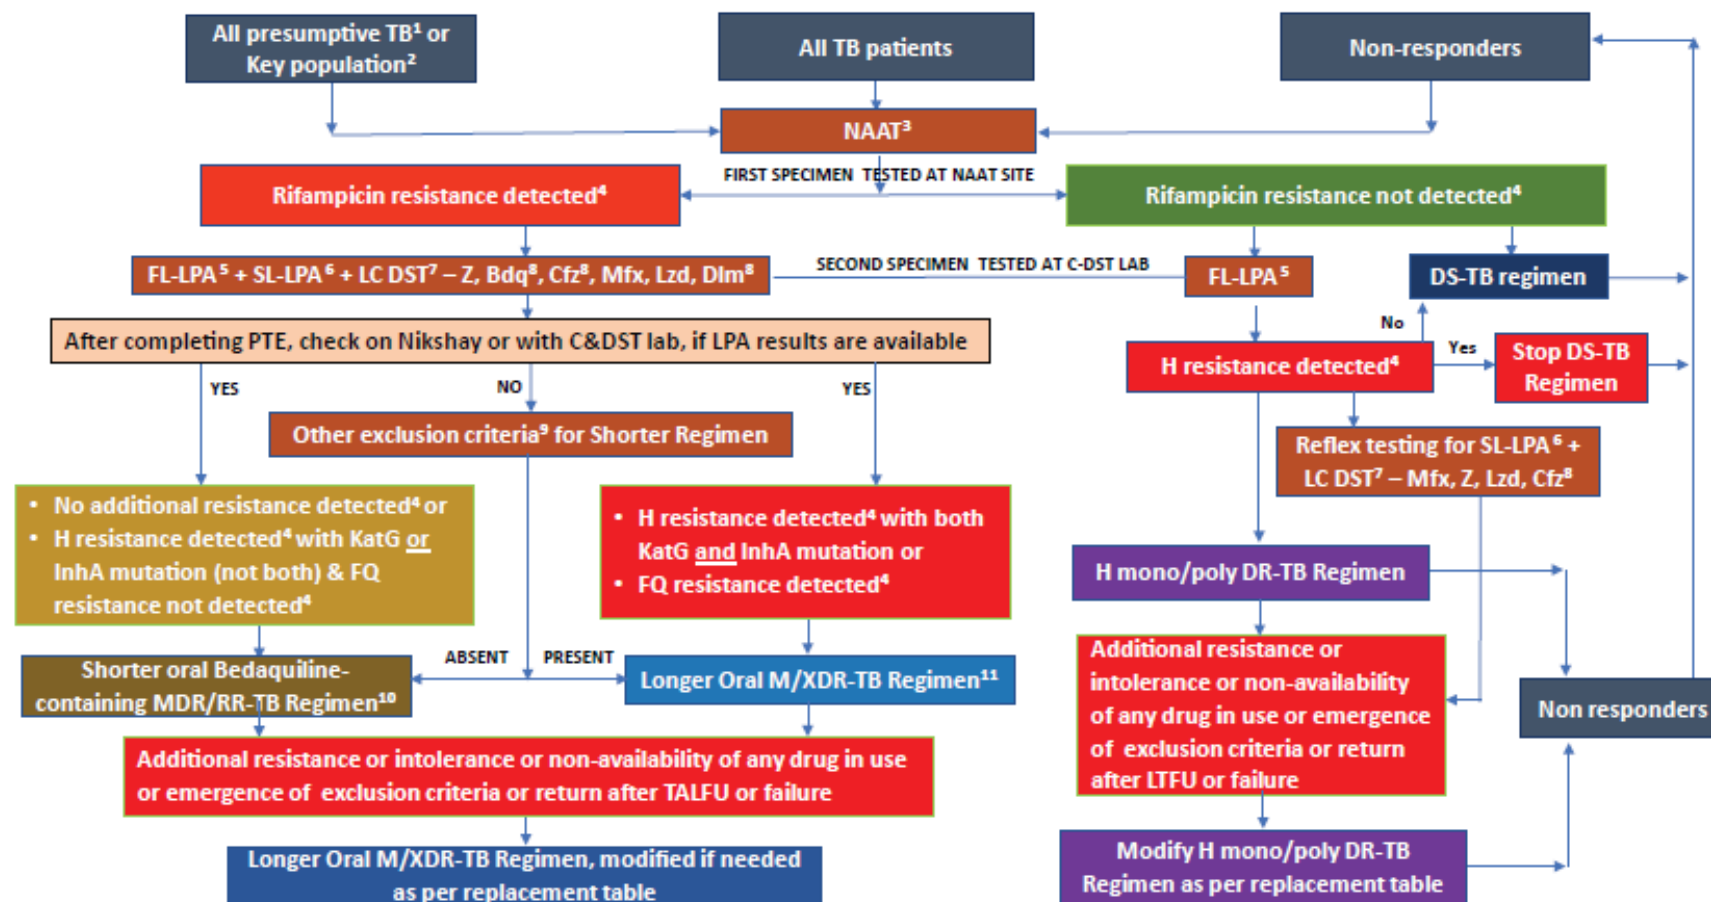 All presumptive TB¹ or
Key population²
All TB patients
Non-responders
NAAT³
FIRST SPECIMEN TESTED AT NAAT SITE
Rifampicin resistance detected⁴
Rifampicin resistance not detected⁴
FL-LPA⁵ + SL-LPA⁶ + LC DST⁷ – Z, Bdq⁸, Cfz⁸, Mfx, Lzd, Dlm⁸
SECOND SPECIMEN TESTED AT C-DST LAB
FL-LPA⁵
DS-TB regimen
After completing PTE, check on Nikshay or with C&DST lab, if LPA results are available
No
H resistance detected⁴
Yes
Stop DS-TB
Regimen
YES
NO
YES
Other exclusion criteria⁹ for Shorter Regimen
Reflex testing for SL-LPA⁶ +
LC DST⁷ – Mfx, Z, Lzd, Cfz⁸
• No additional resistance detected⁴ or
• H resistance detected⁴ with KatG or
InhA mutation (not both) & FQ
resistance not detected⁴
• H resistance detected⁴ with both
KatG and InhA mutation or
• FQ resistance detected⁴
H mono/poly DR-TB Regimen
ABSENT
PRESENT
Shorter oral Bedaquiline-
containing MDR/RR-TB Regimen¹⁰
Longer Oral M/XDR-TB Regimen¹¹
Additional resistance or
intolerance or non-availability
of any drug in use or emergence
of exclusion criteria or return
after LTFU or failure
Non responders
Additional resistance or intolerance or non-availability of any drug in use
or emergence of exclusion criteria or return after TALFU or failure
Longer Oral M/XDR-TB Regimen, modified if needed
as per replacement table
Modify H mono/poly DR-TB
Regimen as per replacement table